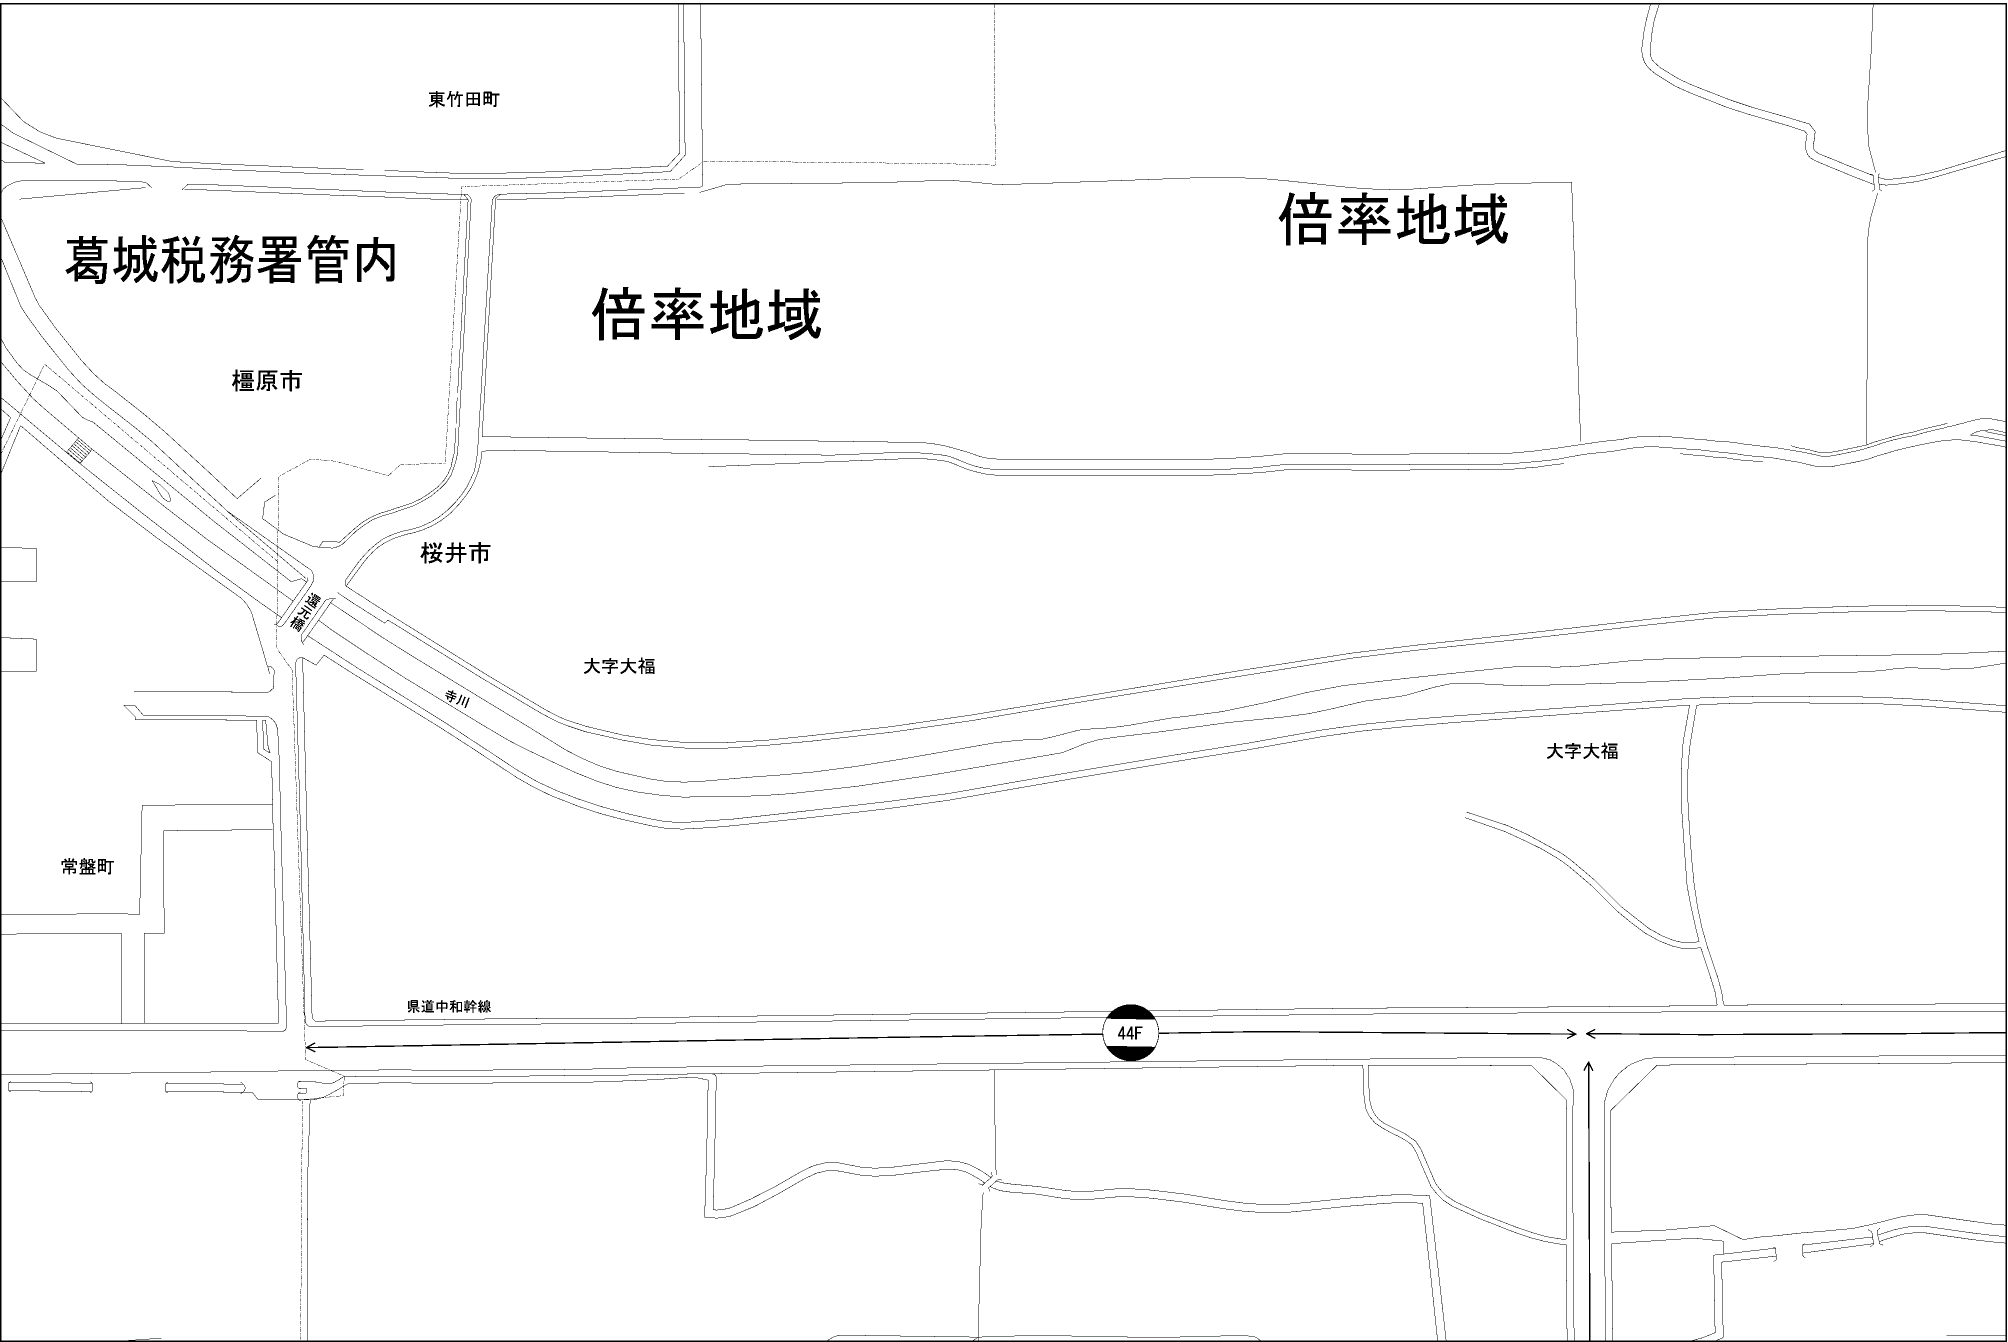 東竹田町
倍率地域
葛城税務署管内
倍率地域
橿原市
桜井市
還元橋
大字大福
寺川
大字大福
常盤町
県道中和幹線
44F